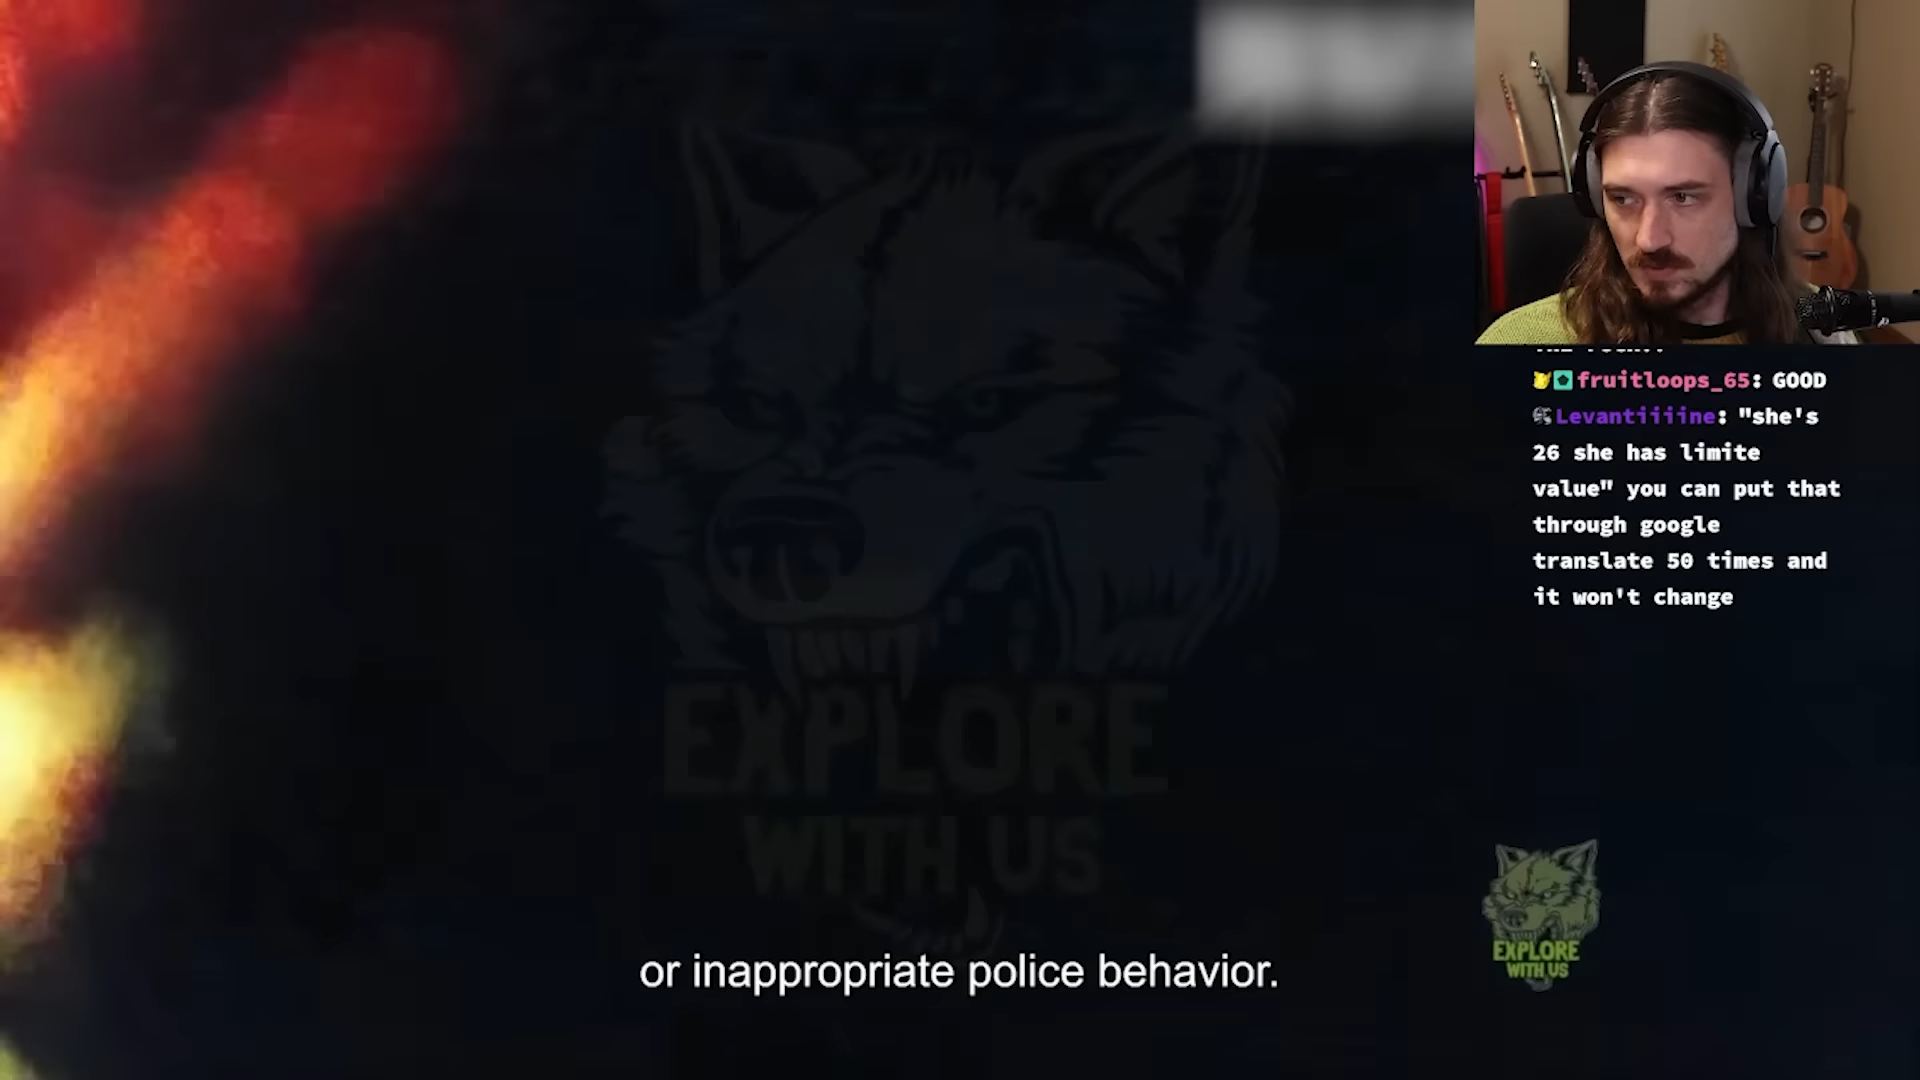 fruitloops_65: GOOD
Levantiiiine: "she's
26 she has limite
value" you can put that
through google
translate 50 times and
it won't change
EXPLORE
WITH US
EXPLORE
WITH US
or inappropriate police behavior.